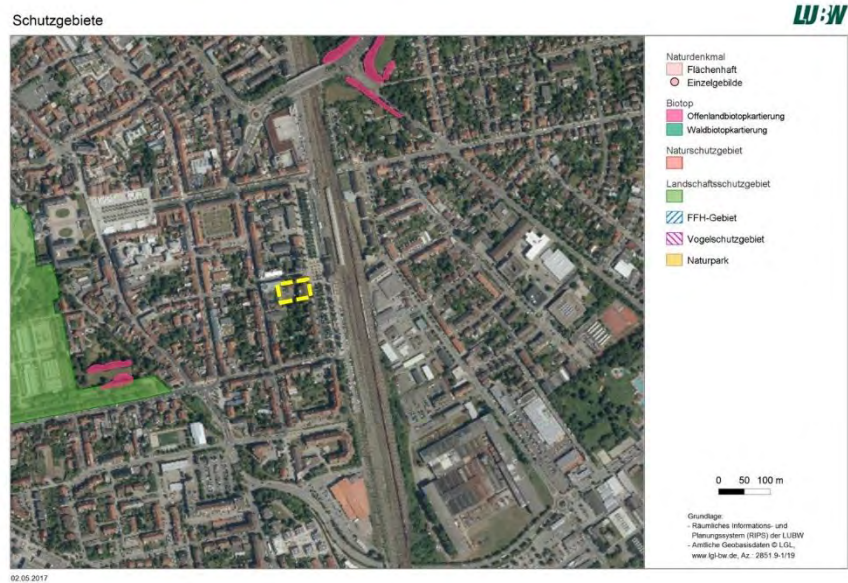 Schutzgebiete
LUBW
Naturdenkmal
Flächenhaft
Einzelgebilde
Biotop
Offenlandbiotopkartierung
Waldbiotopkartierung
Naturschutzgebiet
Landschaftsschutzgebiet
FFH-Gebiet
Vogelschutzgebiet
Naturpark
0 50 100 m
Grundlage:
- Räumliches Informations- und
Planungssystem (RIPS) der LUBW
- Amtliche Geobasisdaten © LGL,
www.lgl-bw.de, Az.: 2851.9-1/19
02.05.2017